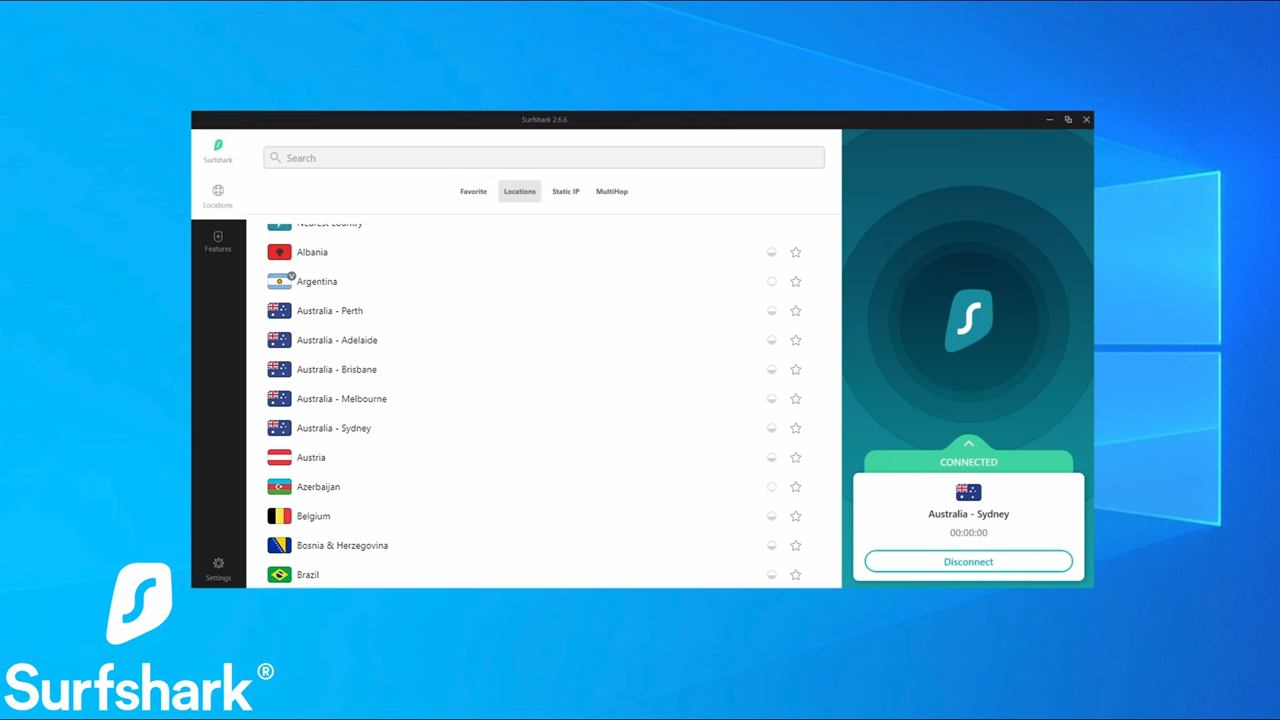 Surfshark 2.6.6
Surfshark
Search
Locations
Favorite
Locations
Static IP
MultiHop
Features
Nearest country
Albania
V
Argentina
Australia - Perth
Australia - Adelaide
Australia - Brisbane
Australia - Melbourne
Australia - Sydney
Austria
Azerbaijan
Belgium
Bosnia & Herzegovina
Brazil
Settings
CONNECTED
Australia - Sydney
00:00:00
Disconnect
Surfshark®